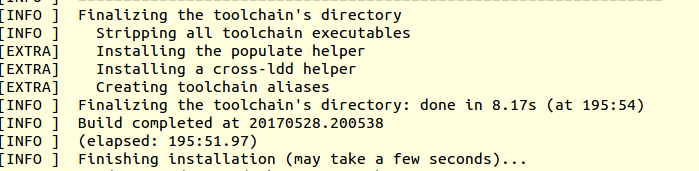 [INFO ]  Finalizing the toolchain's directory
[INFO ]    Stripping all toolchain executables
[EXTRA]    Installing the populate helper
[EXTRA]    Installing a cross-ldd helper
[EXTRA]    Creating toolchain aliases
[INFO ]  Finalizing the toolchain's directory: done in 8.17s (at 195:54)
[INFO ]  Build completed at 20170528.200538
[INFO ]  (elapsed: 195:51.97)
[INFO ]  Finishing installation (may take a few seconds)...